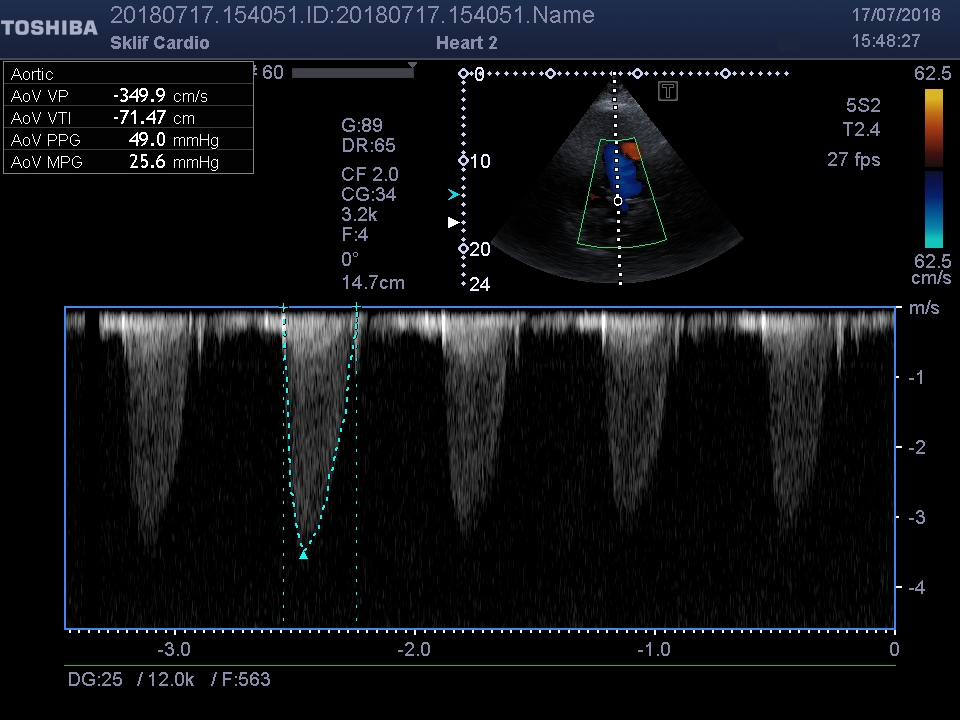 TOSHIBA
20180717.154051.ID:20180717.154051.Name
17/07/2018
Sklif Cardio
Heart 2
15:48:27
Aortic
AoV VP -349.9 cm/s
AoV VTI -71.47 cm
AoV PPG 49.0 mmHg
AoV MPG 25.6 mmHg
60
0
T
62.5
5S2
T2.4
27 fps
G:89
DR:65
CF 2.0
CG:34
3.2k
F:4
0°
14.7cm
10
20
24
62.5
cm/s
m/s
-1
-2
-3
-4
-3.0
-2.0
-1.0
0
DG:25 / 12.0k / F:563